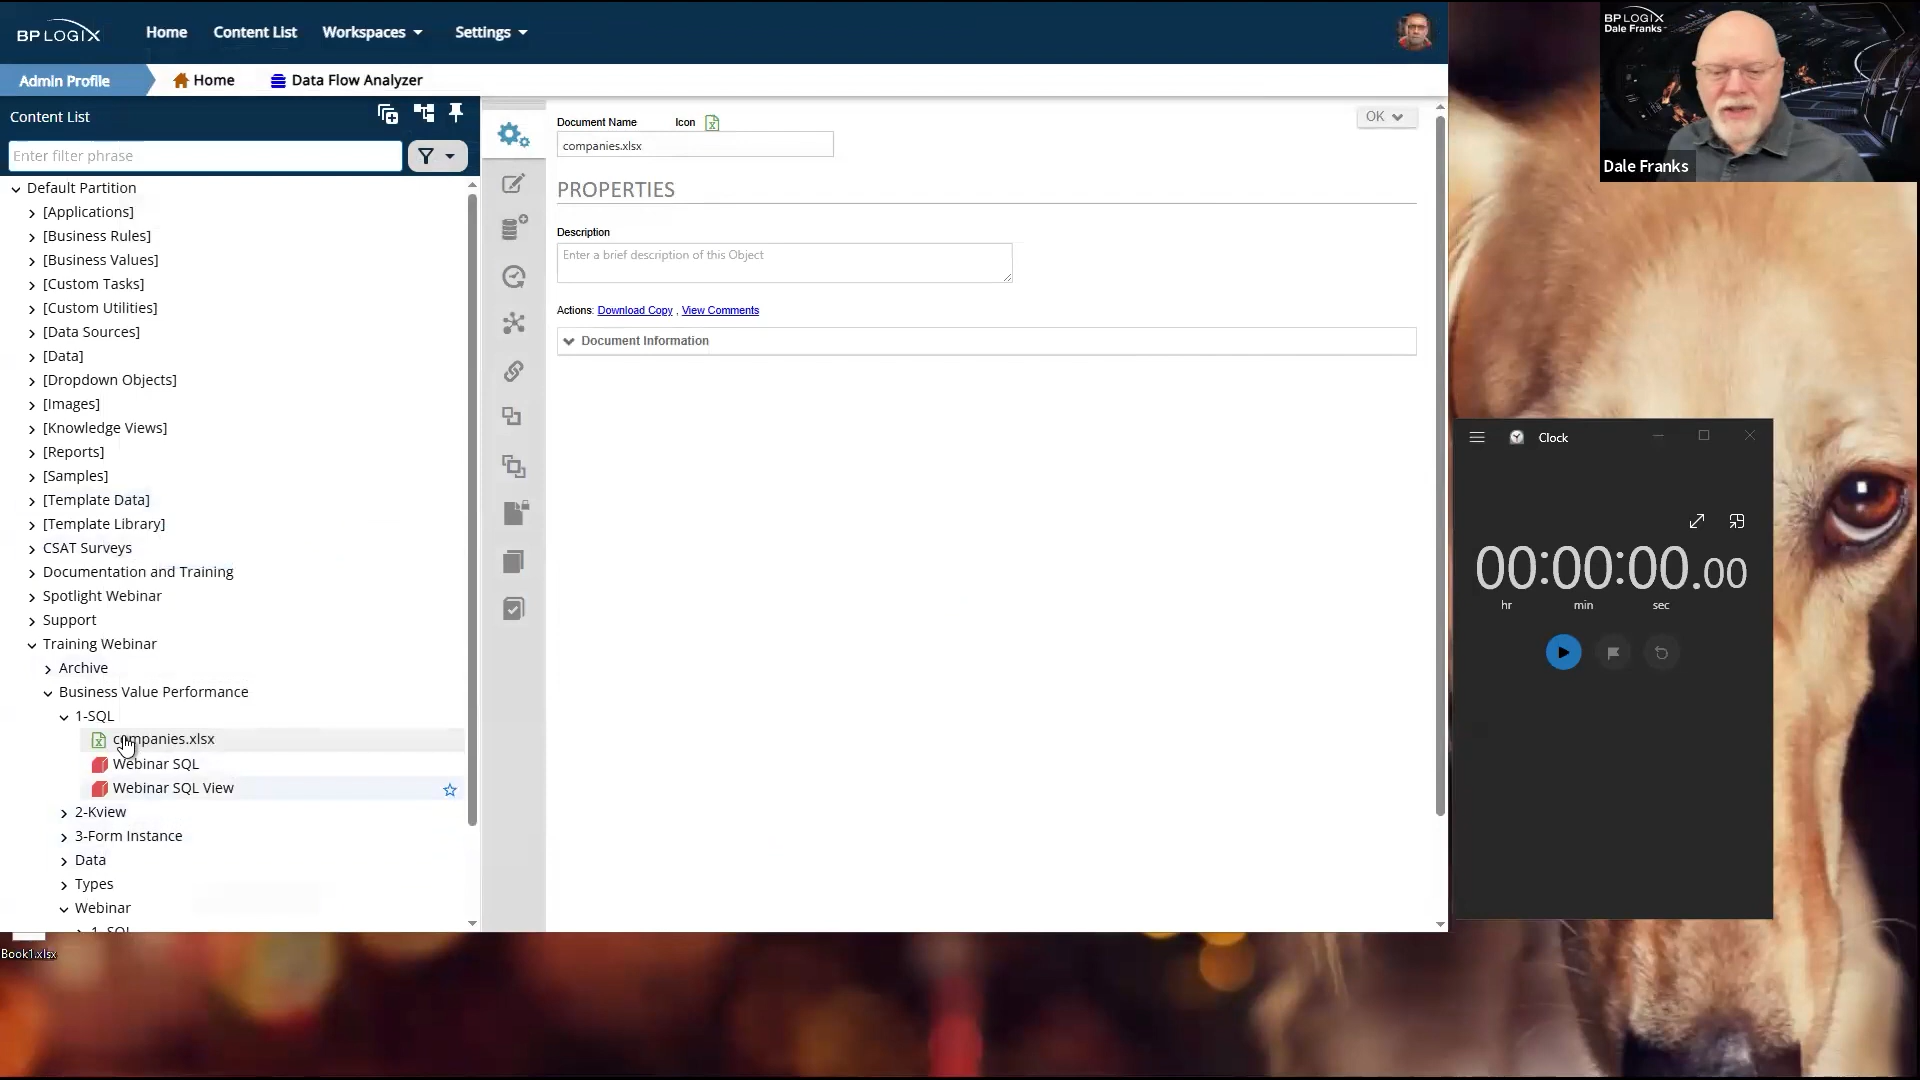 BP LOGIX
Home
Content List
Workspaces
Settings
Admin Profile
Home
Data Flow Analyzer
Content List
Enter filter phrase
Default Partition
[Applications]
[Business Rules]
[Business Values]
[Custom Tasks]
[Custom Utilities]
[Data Sources]
[Data]
[Dropdown Objects]
[Images]
[Knowledge Views]
[Reports]
[Samples]
[Template Data]
[Template Library]
CSAT Surveys
Documentation and Training
Spotlight Webinar
Support
Training Webinar
Archive
Business Value Performance
1-SQL
companies.xlsx
Webinar SQL
Webinar SQL View
2-Kview
3-Form Instance
Data
Types
Webinar
1-SQL
Book1.xlsx
Document Name
Icon
companies.xlsx
OK
PROPERTIES
Description
Enter a brief description of this Object
Actions: Download Copy , View Comments
Document Information
BP LOGIX
Dale Franks
Dale Franks
Clock
00:00:00.00
hr min sec